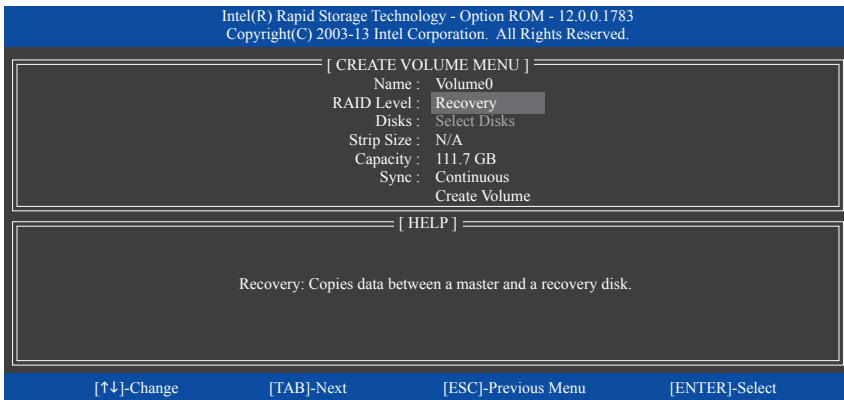 Intel(R) Rapid Storage Technology - Option ROM - 12.0.0.1783
Copyright(C) 2003-13 Intel Corporation.  All Rights Reserved.
[ CREATE VOLUME MENU ]
Name : Volume0
RAID Level : Recovery
Disks : Select Disks
Strip Size : N/A
Capacity : 111.7 GB
Sync : Continuous
Create Volume
[ HELP ]
Recovery: Copies data between a master and a recovery disk.
[↑↓]-Change [TAB]-Next [ESC]-Previous Menu [ENTER]-Select